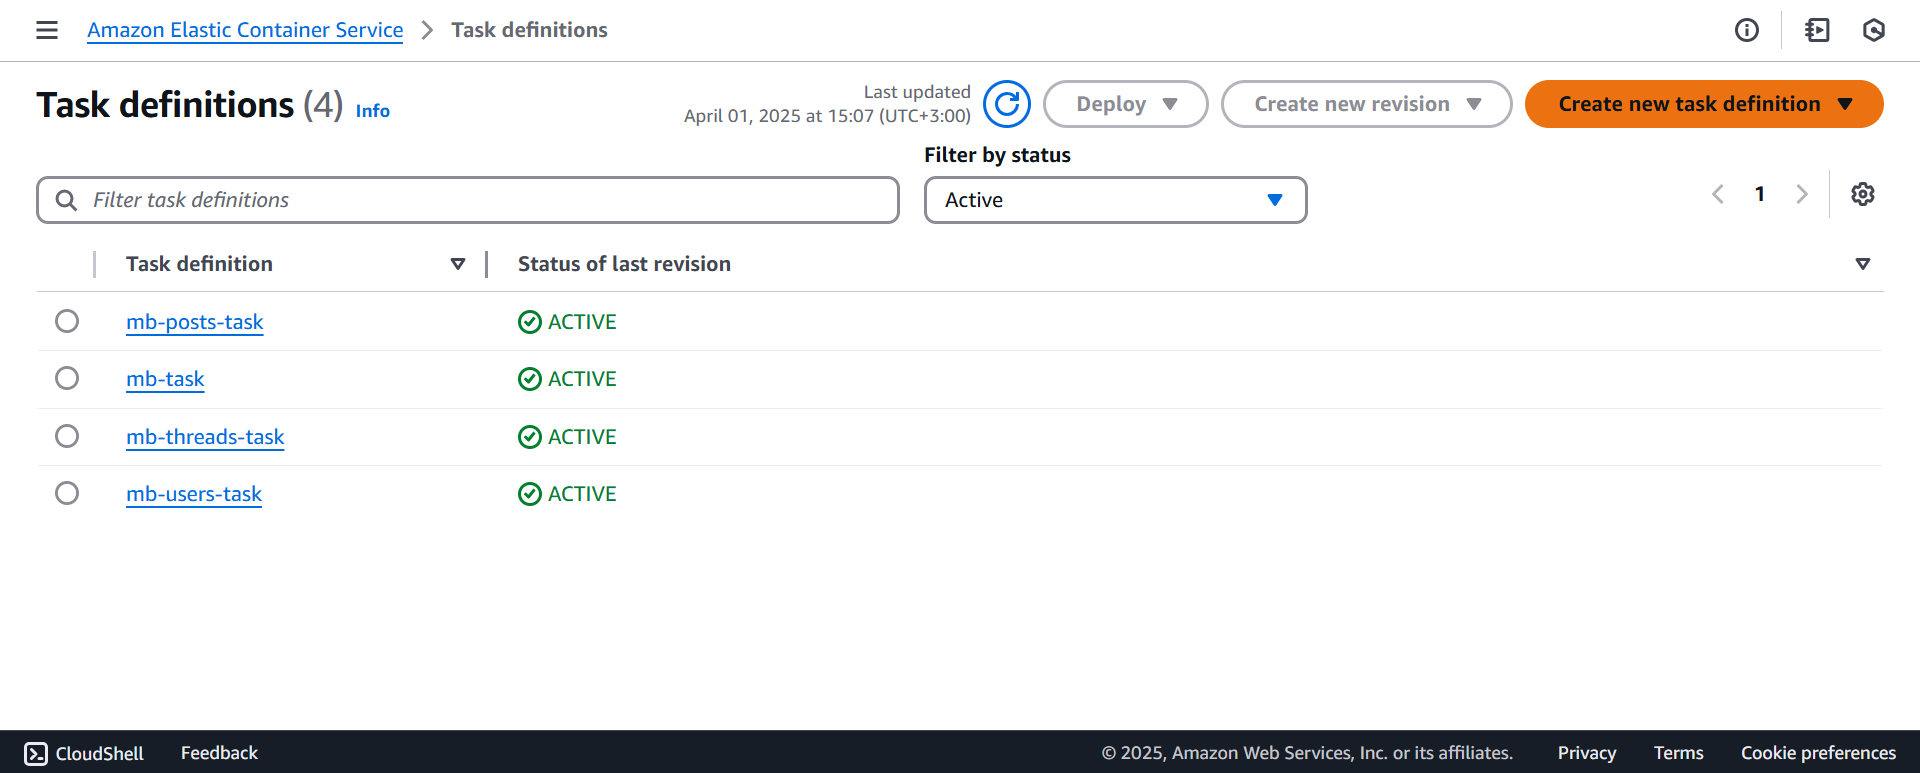 Amazon Elastic Container Service > Task definitions
Task definitions (4) Info
Last updated
April 01, 2025 at 15:07 (UTC+3:00)
Deploy
Create new revision
Create new task definition
Filter by status
Filter task definitions
Active
1
Task definition
Status of last revision
mb-posts-task ACTIVE
mb-task ACTIVE
mb-threads-task ACTIVE
mb-users-task ACTIVE
CloudShell Feedback © 2025, Amazon Web Services, Inc. or its affiliates. Privacy Terms Cookie preferences